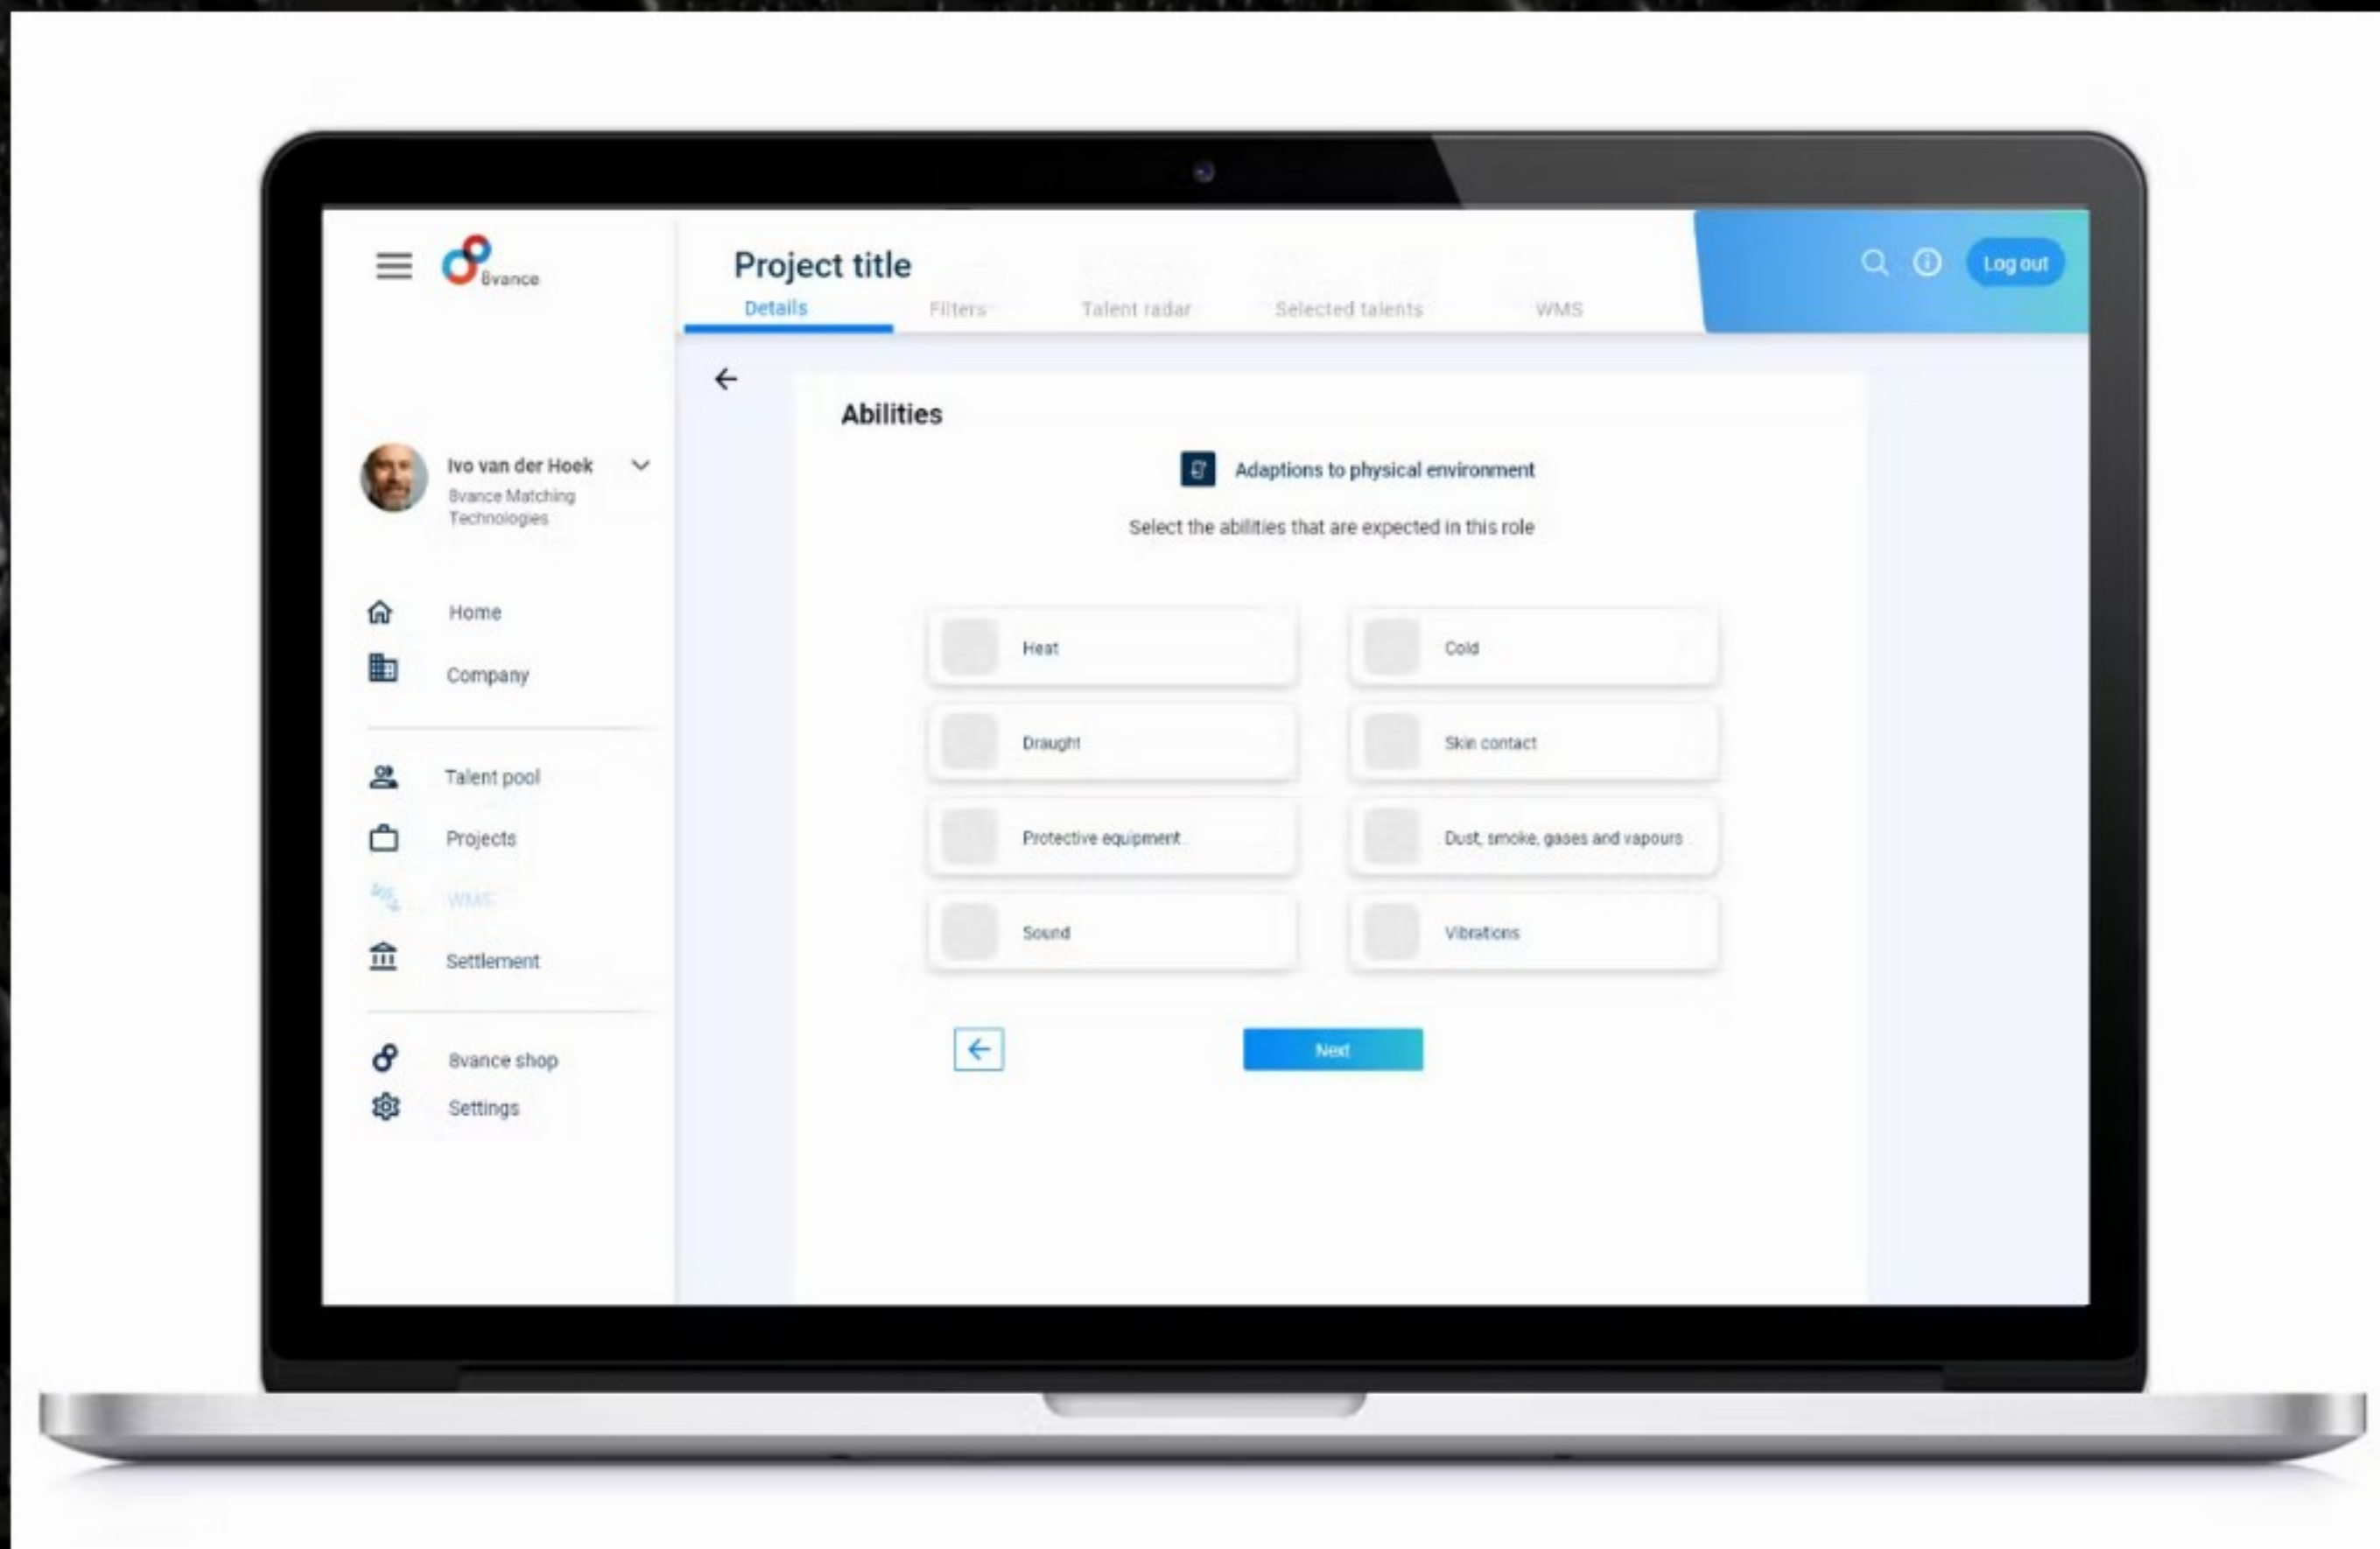 8vance
Project title
Log out
Details
Filters
Talent radar
Selected talents
WMS
Abilities
Adaptions to physical environment
Select the abilities that are expected in this role
Ivo van der Hoek
8vance Matching
Technologies
Home
Company
Talent pool
Projects
WMS
Settlement
8vance shop
Settings
Heat
Cold
Draught
Skin contact
Protective equipment
Dust, smoke, gases and vapours
Sound
Vibrations
Next